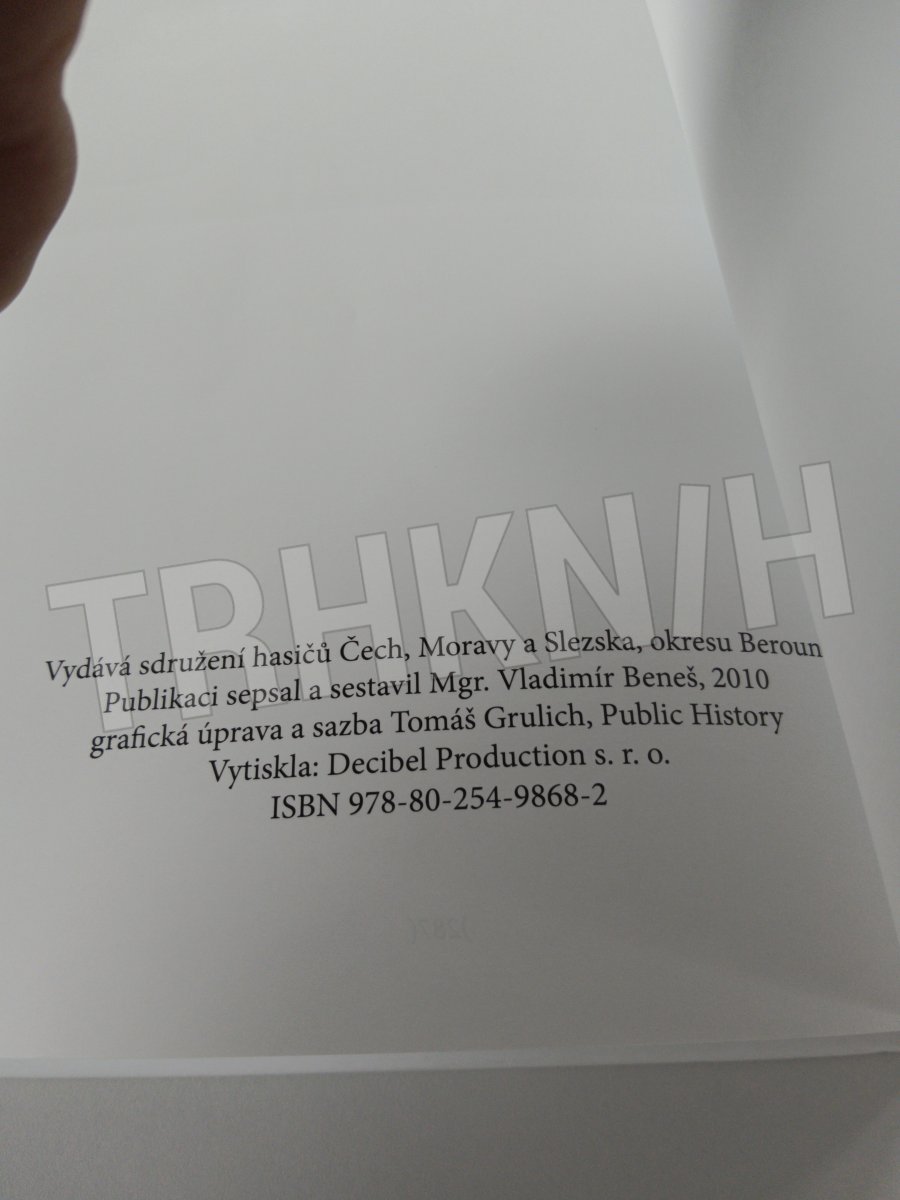 TRHKN/H
Vydává sdružení hasičů Čech, Moravy a Slezska, okresu Beroun
Publikaci sepsal a sestavil Mgr. Vladimír Beneš, 2010
grafická úprava a sazba Tomáš Grulich, Public History
Vytiskla: Decibel Production s. r. o.
ISBN 978-80-254-9868-2